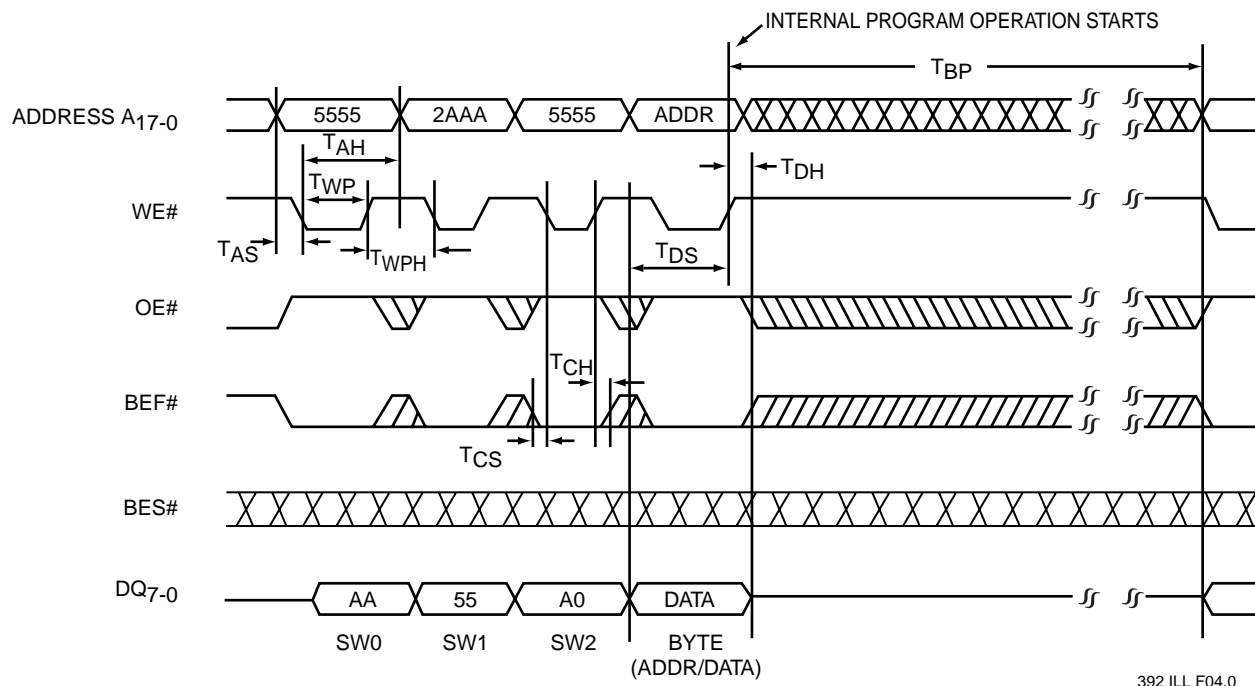 INTERNAL PROGRAM OPERATION STARTS
TBP
ADDRESS A17-0
5555
2AAA
5555
ADDR
TAH
TDH
TWP
WE#
TAS
TWPH
TDS
OE#
TCH
BEF#
TCS
BES#
DQ7-0
AA
55
A0
DATA
SW0
SW1
SW2
BYTE
(ADDR/DATA)
392 ILL F04.0